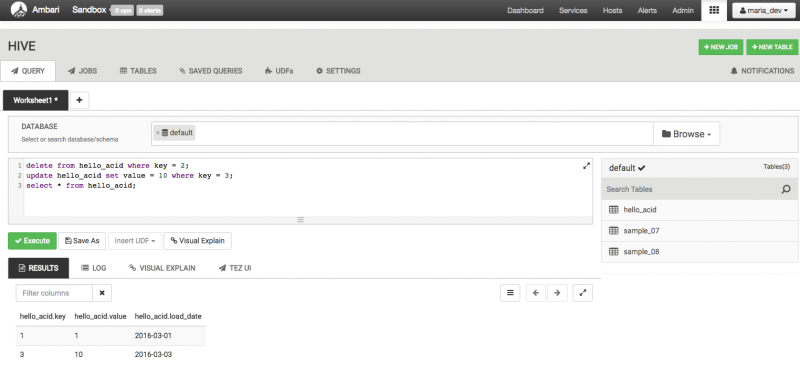 Ambari Sandbox 0 ops 0 alerts Dashboard Services Hosts Alerts Admin maria_dev
HIVE
+ NEW JOB + NEW TABLE
QUERY JOBS TABLES SAVED QUERIES UDFs SETTINGS NOTIFICATIONS
Worksheet1 * +
DATABASE
Select or search database/schema
× default
Browse
1 delete from hello_acid where key = 2;
2 update hello_acid set value = 10 where key = 3;
3 select * from hello_acid;
default Tables(3)
Search Tables
hello_acid
sample_07
sample_08
Execute Save As Insert UDF Visual Explain
RESULTS LOG VISUAL EXPLAIN TEZ UI
Filter columns
hello_acid.key hello_acid.value hello_acid.load_date
1 1 2016-03-01
3 10 2016-03-03